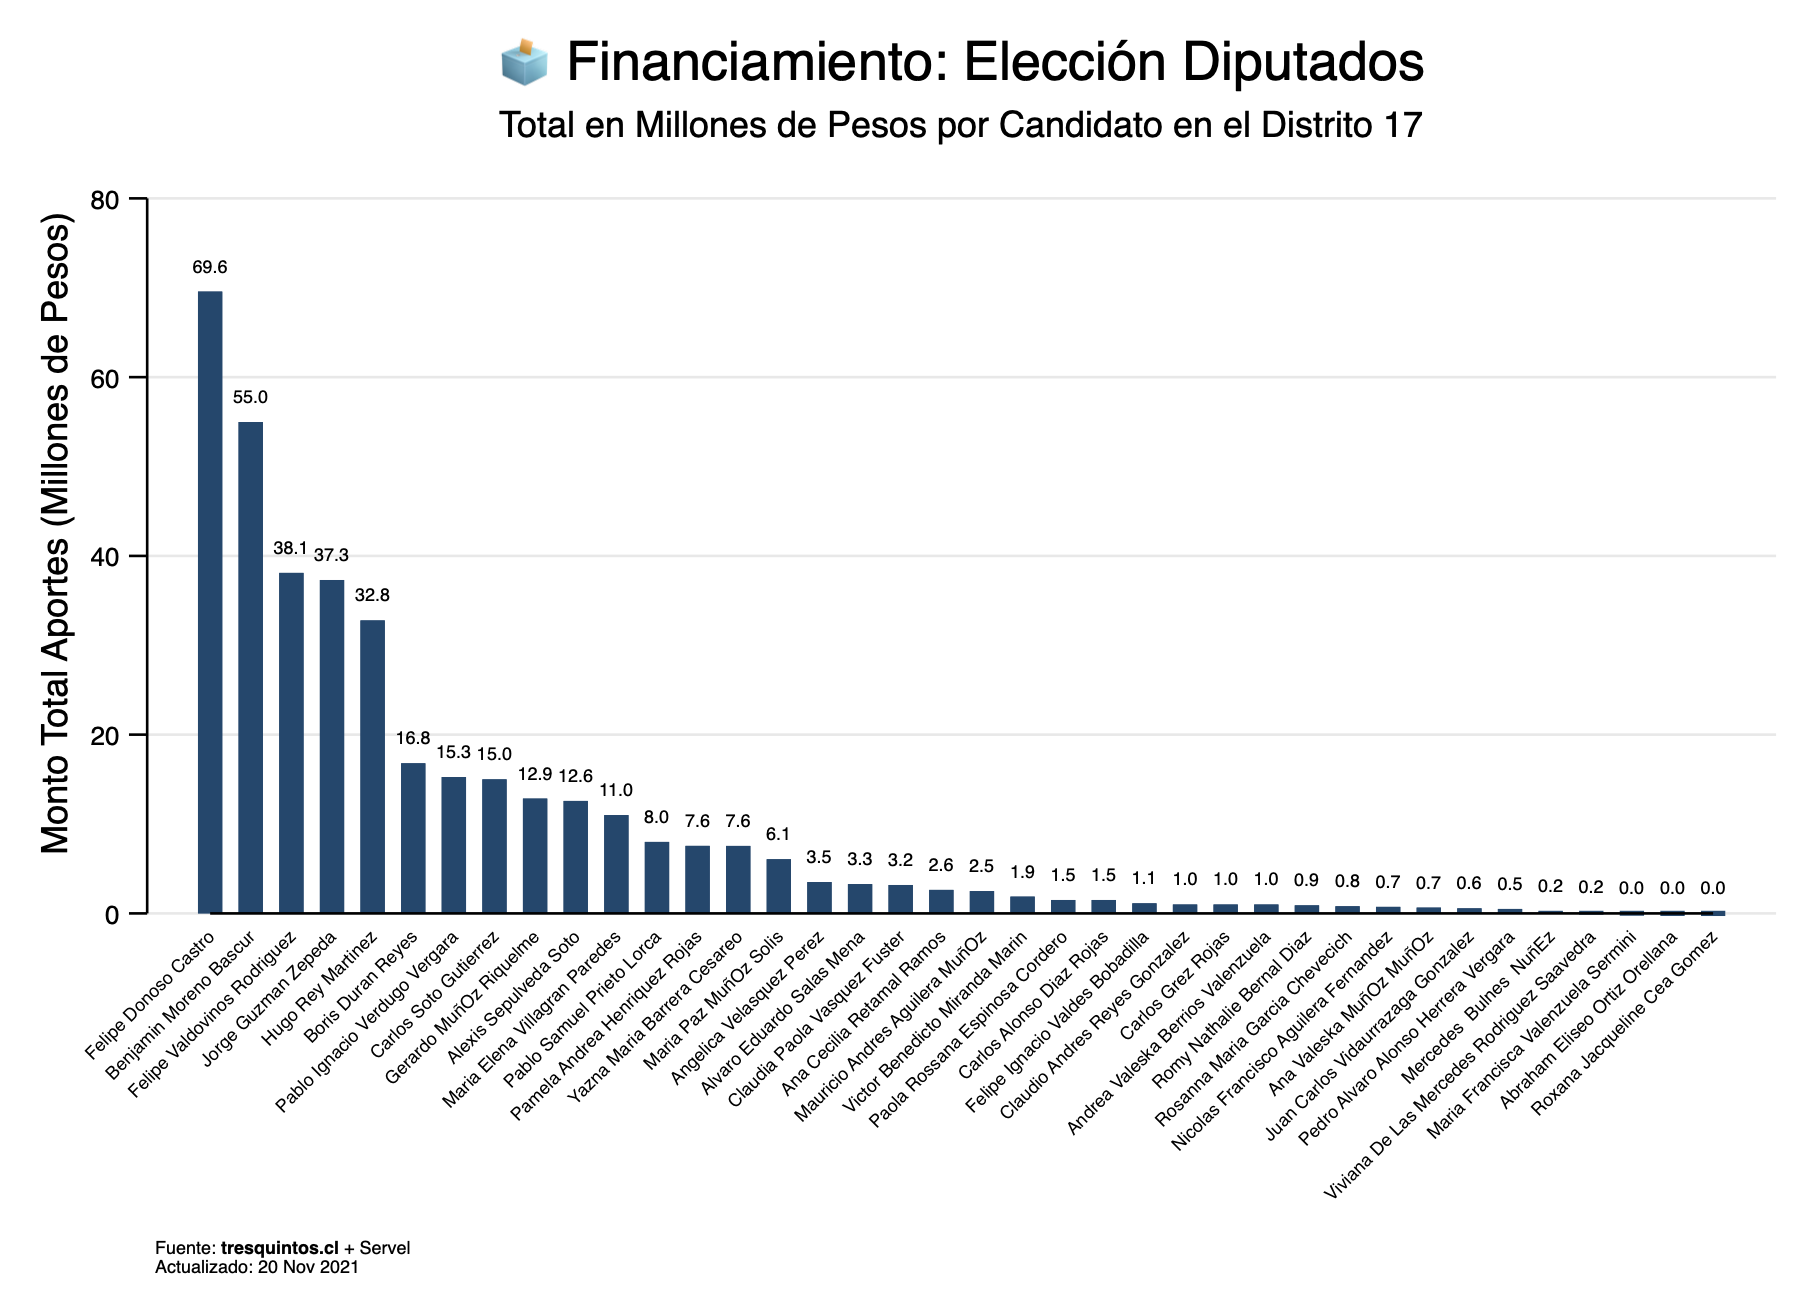 Financiamiento: Elección Diputados
Total en Millones de Pesos por Candidato en el Distrito 17
Monto Total Aportes (Millones de Pesos)
80
60
40
20
0
69.6
55.0
38.1
37.3
32.8
16.8
15.3
15.0
12.9
12.6
11.0
8.0
7.6
7.6
6.1
3.5
3.3
3.2
2.6
2.5
1.9
1.5
1.5
1.1
1.0
1.0
1.0
0.9
0.8
0.7
0.7
0.6
0.5
0.2
0.2
0.0
0.0
0.0
Felipe Donoso Castro
Benjamin Moreno Bascur
Felipe Valdovinos Rodriguez
Jorge Guzman Zepeda
Hugo Rey Martinez
Boris Duran Reyes
Pablo Ignacio Verdugo Vergara
Carlos Soto Gutierrez
Gerardo MuñOz Riquelme
Alexis Sepulveda Soto
Maria Elena Villagran Paredes
Pablo Samuel Prieto Lorca
Pamela Andrea Henriquez Rojas
Yazna Maria Barrera Cesareo
Maria Paz MuñOz Solis
Angelica Velasquez Perez
Alvaro Eduardo Salas Mena
Claudia Paola Vasquez Fuster
Ana Cecilia Retamal Ramos
Mauricio Andres Aguilera MuñOz
Victor Benedicto Miranda Marin
Paola Rossana Espinosa Cordero
Carlos Alonso Diaz Rojas
Felipe Ignacio Valdes Bobadilla
Claudio Andres Reyes Gonzalez
Carlos Grez Rojas
Andrea Valeska Berrios Valenzuela
Romy Nathalie Bernal Diaz
Rosanna Maria Garcia Chevecich
Nicolas Francisco Aguilera Fernandez
Ana Valeska MuñOz MuñOz
Juan Carlos Vidaurrazaga Gonzalez
Pedro Alvaro Alonso Herrera Vergara
Mercedes  Bulnes  NuñEz
Viviana De Las Mercedes Rodriguez Saavedra
Maria Francisca Valenzuela Sermini
Abraham Eliseo Ortiz Orellana
Roxana Jacqueline Cea Gomez
Fuente: tresquintos.cl + Servel
Actualizado: 20 Nov 2021